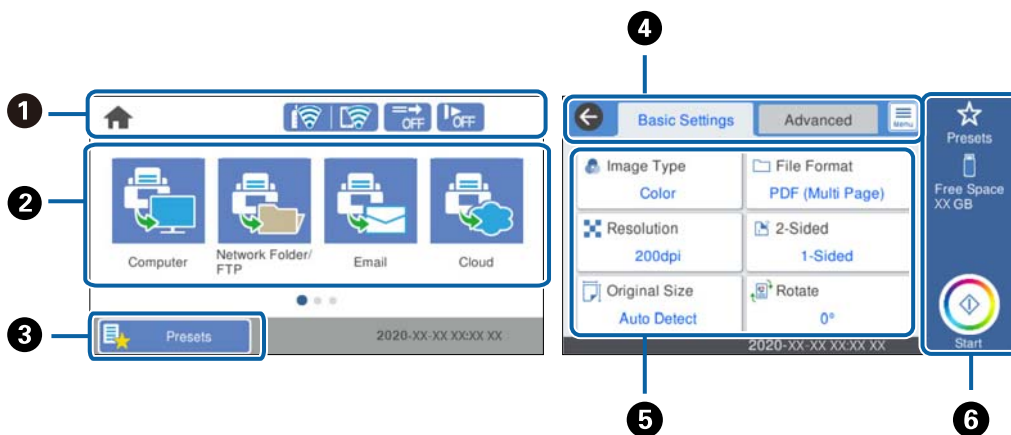 4
1
OFF
OFF
2
Computer
Network Folder/
FTP
Email
Cloud
3
Presets
2020-XX-XX XX:XX XX
Basic Settings
Advanced
Menu
Image Type
Color
File Format
PDF (Multi Page)
Resolution
200dpi
2-Sided
1-Sided
Original Size
Auto Detect
Rotate
0°
2020-XX-XX XX:XX XX
Presets
Free Space
XX GB
Start
5
6